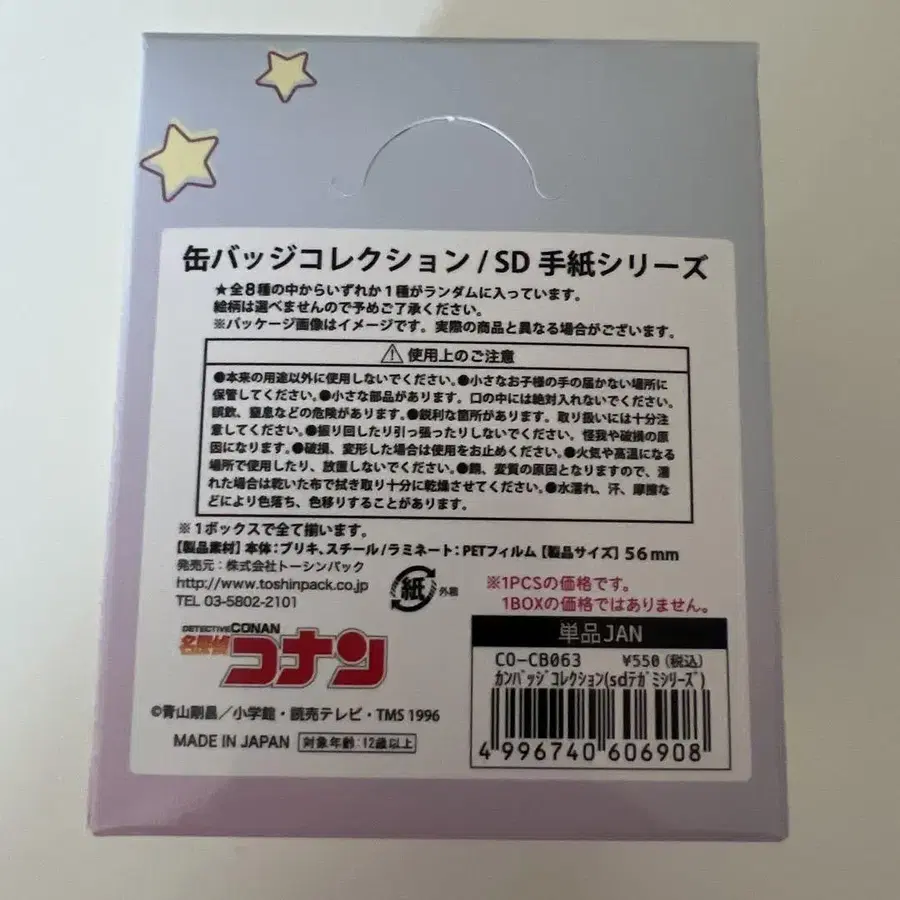 缶バッジコレクション / SD 手紙シリーズ
★全8種の中からいずれか1種がランダムに入っています。
絵柄は選べませんので予めご了承ください。
※パッケージ画像はイメージです。実際の商品と異なる場合がございます。
⚠使用上のご注意
●本来の用途以外に使用しないでください。●小さなお子様の手の届かない場所に
保管してください。●小さな部品があります。口の中には絶対入れないでください。
誤飲、窒息などの危険があります。●鋭利な箇所があります。取り扱いには十分注
意してください。●振り回したり引っ張ったりしないでください。怪我や破損の原
因になります。●破損、変形した場合は使用をお止めください。●火気や高温になる
場所で使用したり、放置しないでください。●錆、変質の原因となりますので、濡
れた場合は乾いた布で拭き取り十分に乾燥させてください。●水濡れ、汗、摩擦な
どにより色落ち、色移りすることがあります。
※1ボックスで全て揃います。
【製品素材】本体:ブリキ、スチール/ラミネート:PETフィルム【製品サイズ】56mm
発売元:株式会社トーシンパック
http://www.toshinpack.co.jp
TEL 03-5802-2101
紙 外箱
※1PCSの価格です。
1BOXの価格ではありません。
DETECTIVE CONAN
名探偵コナン
©青山剛昌/小学館・読売テレビ・TMS 1996
MADE IN JAPAN 対象年齢:12歳以上
単品JAN
CO-CB063 ¥550(税込)
カンバッジコレクション(sdテガミシリーズ)
4 996740 606908